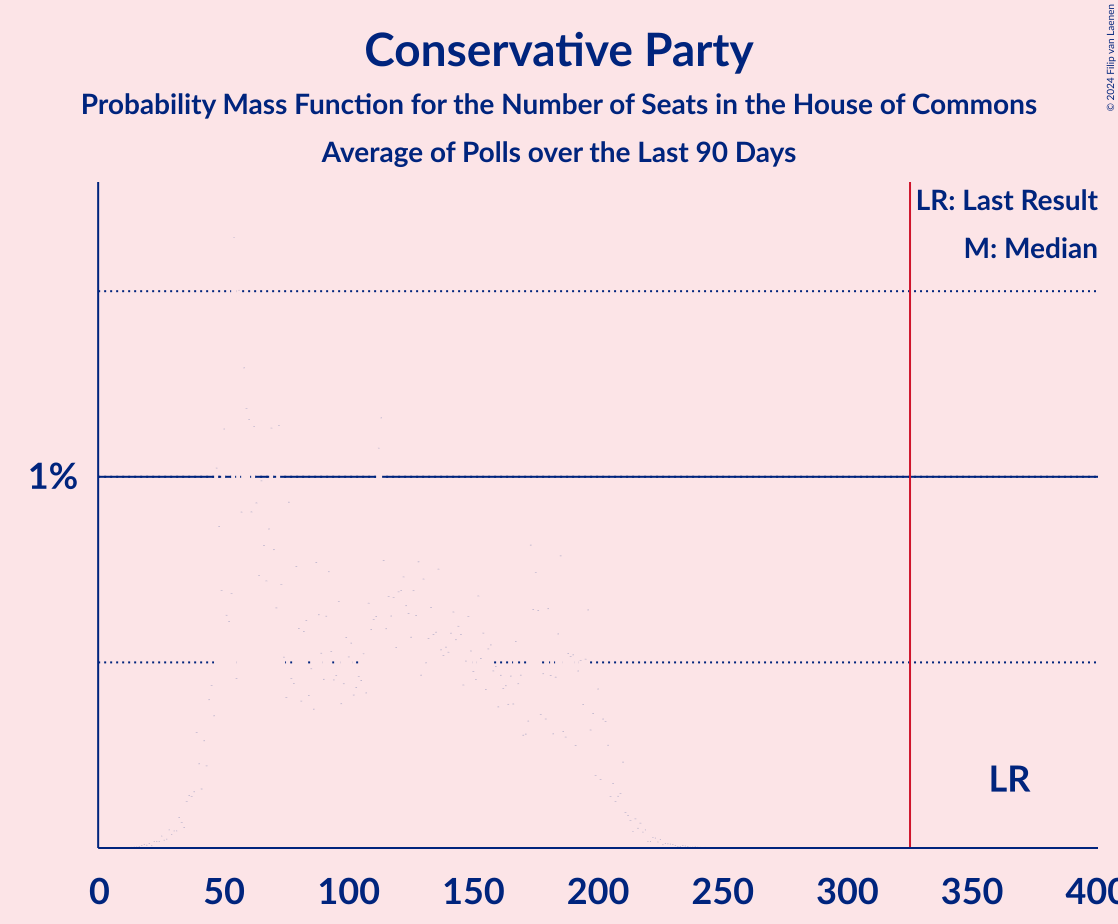 Conservative Party
Probability Mass Function for the Number of Seats in the House of Commons
Average of Polls over the Last 90 Days
© 2024 Filip van Laenen
LR: Last Result
M: Median
1%
LR
0 50 100 150 200 250 300 350 400